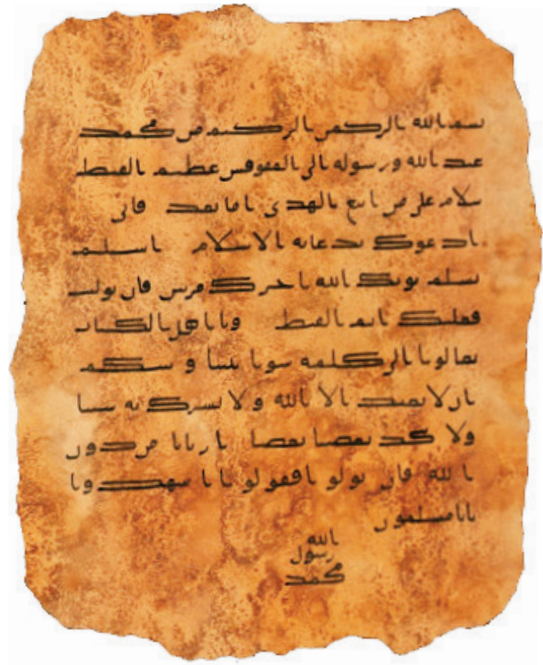 بسم الله الرحمن الرحيم من محمد
عبد الله ورسوله الى المقوقس عظيم القبط
سلام على من اتبع الهدى اما بعد فانى
ادعوك بدعاية الاسلام اسلم
تسلم يوتك الله اجرك مرتين فان توليت
فعليك اثم القبط ويا اهل الكتاب
تعالوا الى كلمة سوا بيننا وبينكم
ان لا نعبد الا الله ولا نشرك به شيا
ولا يتخذ بعضنا بعضا اربابا من دون
الله فان تولوا فقولوا اشهدوا
بانا مسلمون
الله
رسول
محمد